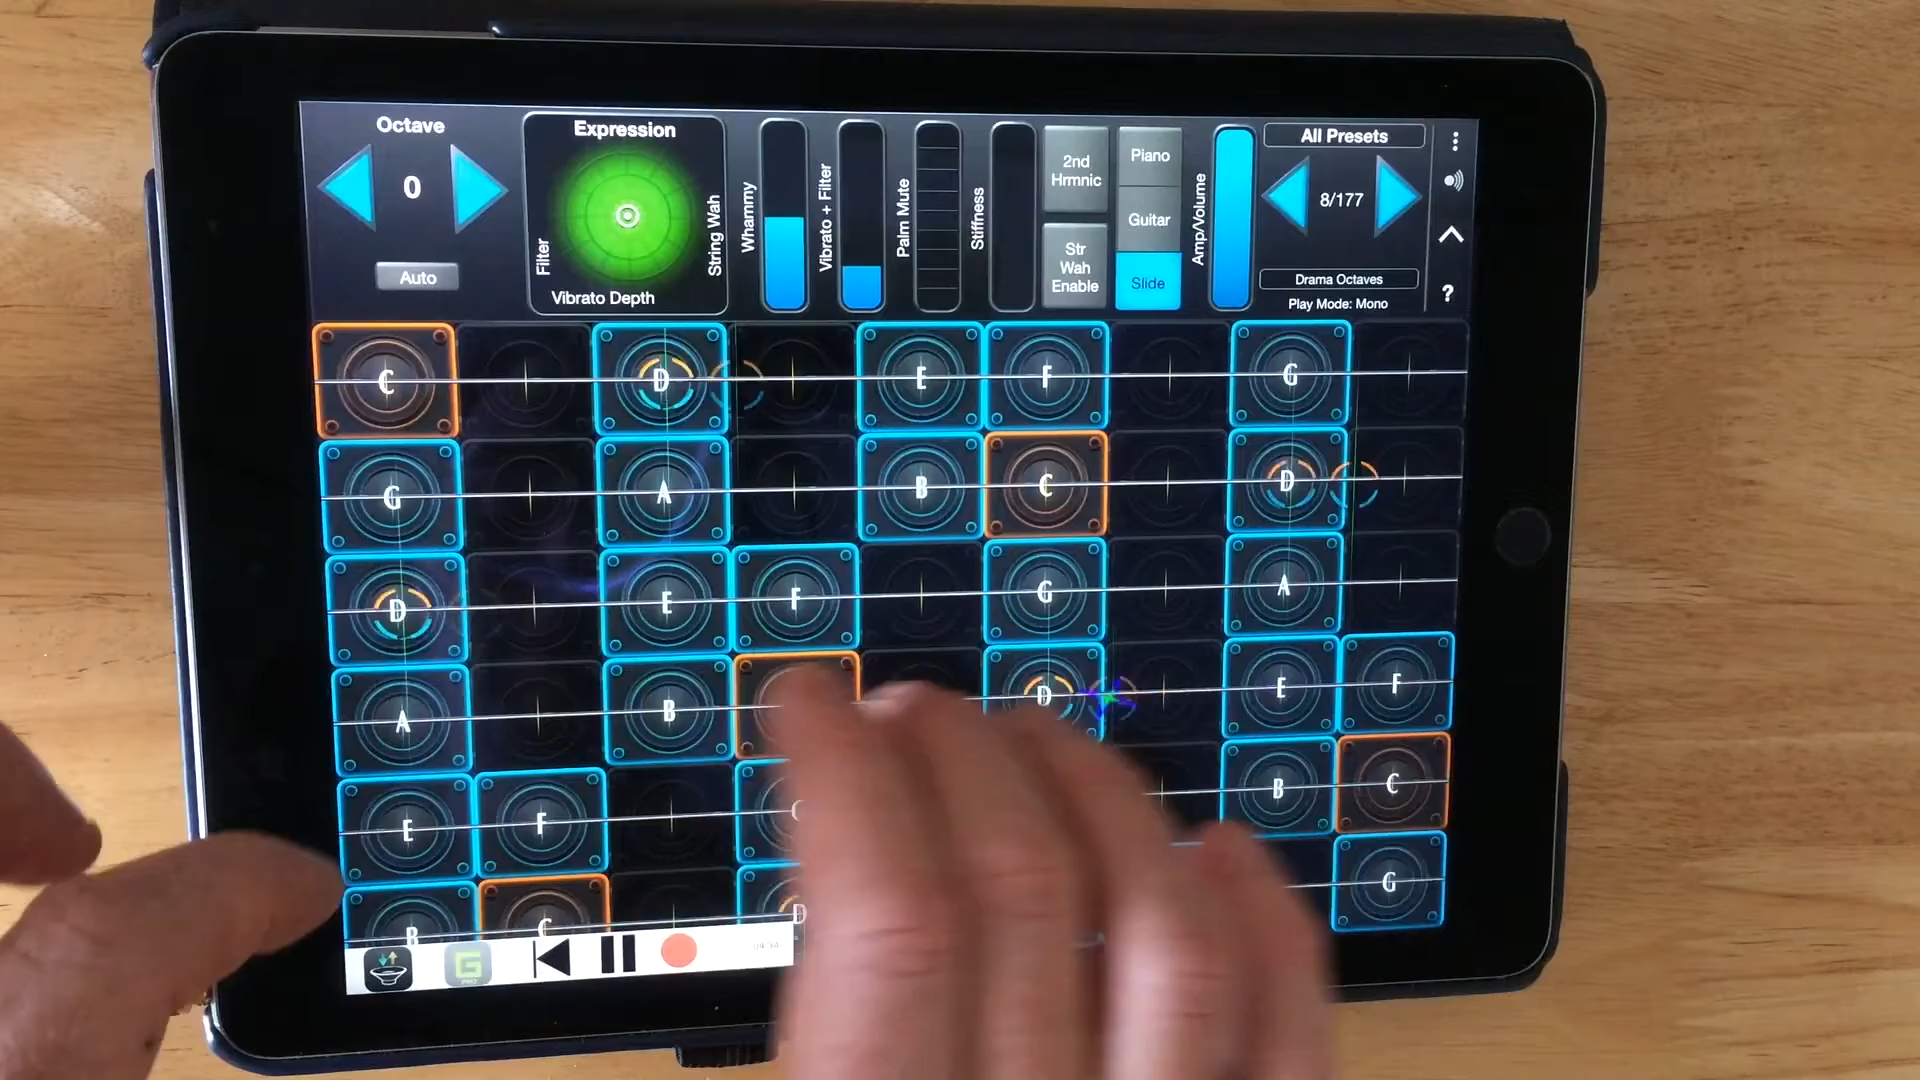 Octave
0
Auto
Expression
Filter
String Wah
Vibrato Depth
Whammy
Vibrato + Filter
Palm Mute
Stiffness
2nd
Hrmnic
Str
Wah
Enable
Piano
Guitar
Slide
Amp/Volume
All Presets
8/177
Drama Octaves
Play Mode: Mono
?
C D E F G
G A B C D
D E F G A
A B D E F
E F B C
B C D G
G
PRO